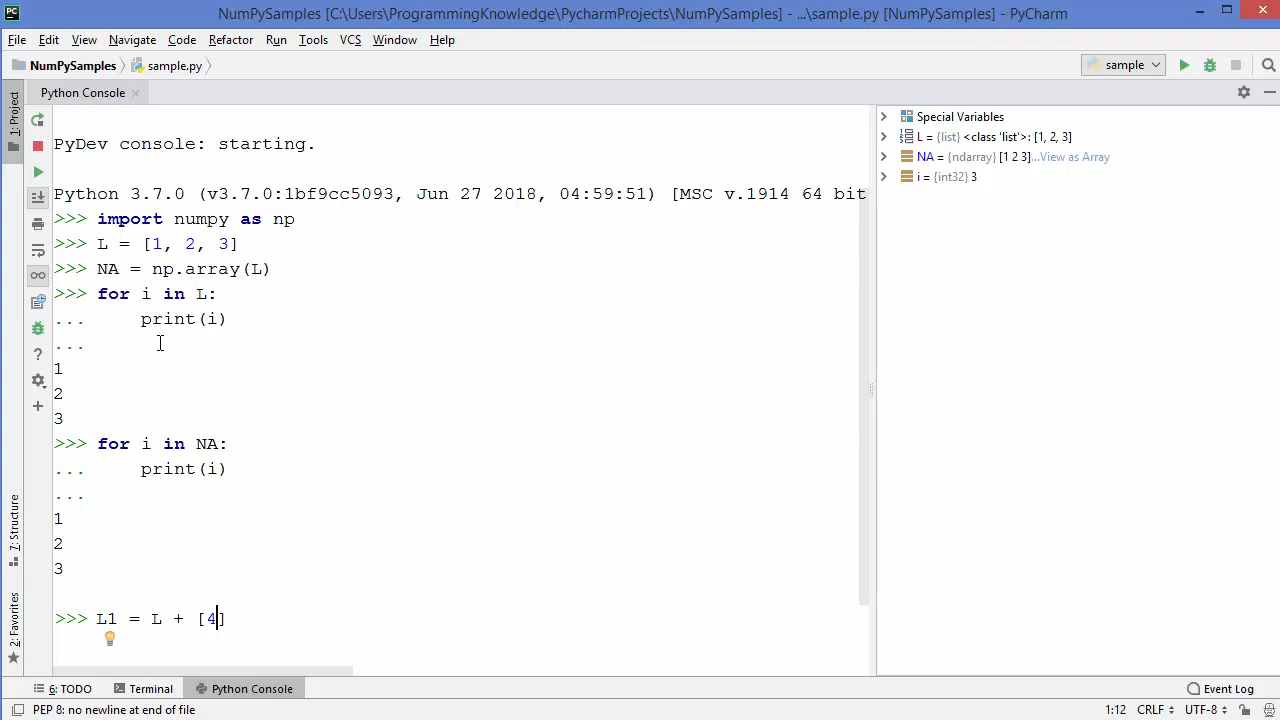 PC
NumPySamples [C:\Users\ProgrammingKnowledge\PycharmProjects\NumPySamples] - ...\sample.py [NumPySamples] - PyCharm
File Edit View Navigate Code Refactor Run Tools VCS Window Help
NumPySamples sample.py sample
Python Console
1: Project
7: Structure
2: Favorites
PyDev console: starting.
Python 3.7.0 (v3.7.0:1bf9cc5093, Jun 27 2018, 04:59:51) [MSC v.1914 64 bit
>>> import numpy as np
>>> L = [1, 2, 3]
>>> NA = np.array(L)
>>> for i in L:
... print(i)
...
1
2
3
>>> for i in NA:
... print(i)
...
1
2
3
>>> L1 = L + [4]
Special Variables
L = {list} <class 'list'>: [1, 2, 3]
NA = {ndarray} [1 2 3]...View as Array
i = {int32} 3
6: TODO Terminal Python Console Event Log
PEP 8: no newline at end of file 1:12 CRLF UTF-8